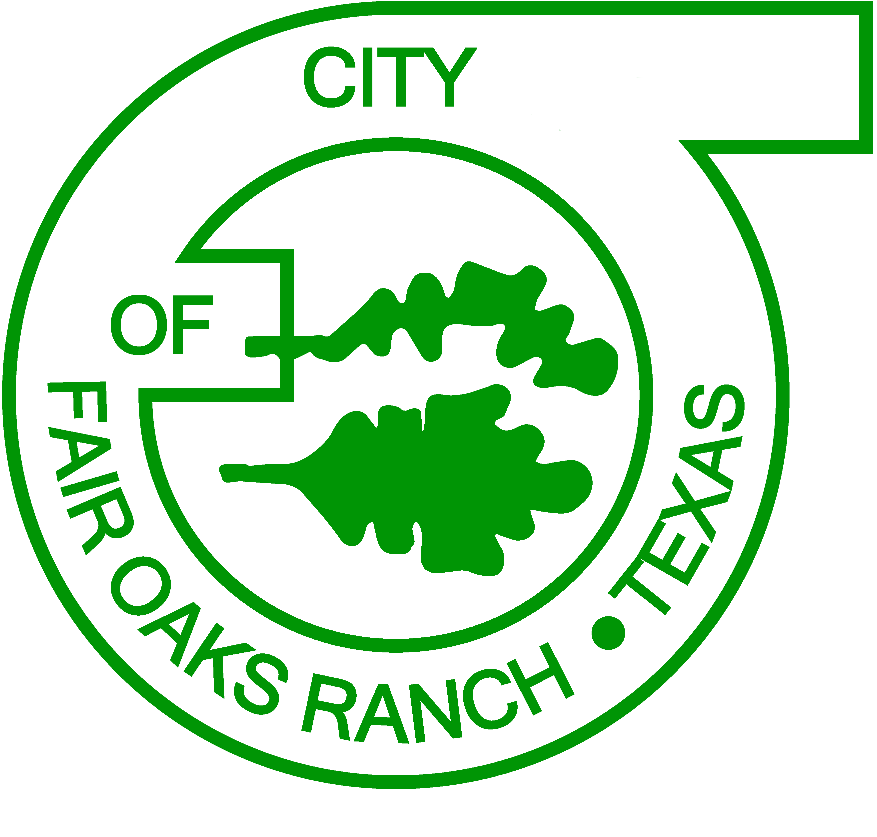 CITY
OF
FAIR OAKS RANCH • TEXAS